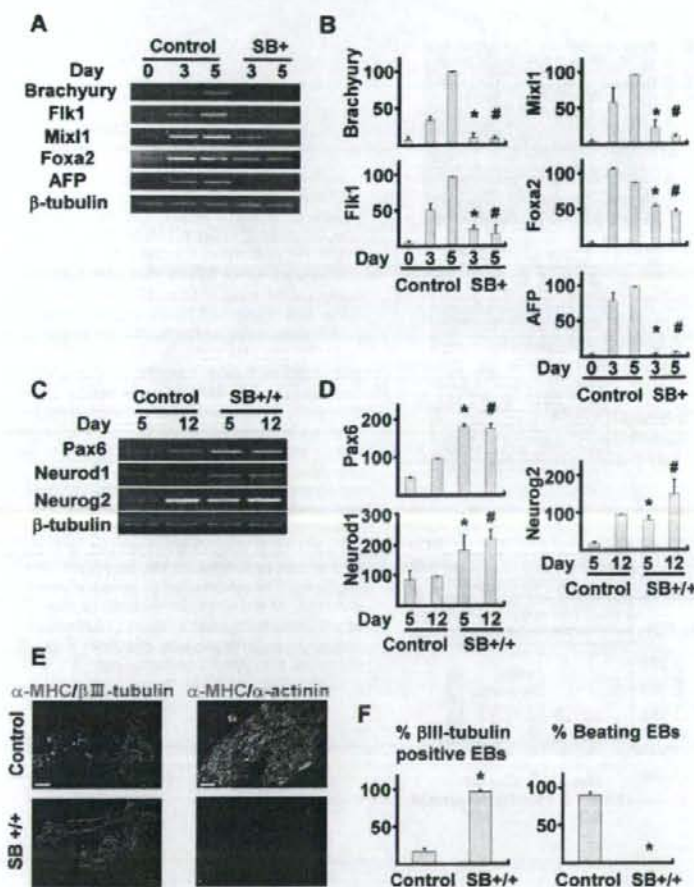 A
Control SB+
Day 0 3 5 3 5
Brachyury
Flk1
Mixl1
Foxa2
AFP
β-tubulin
B
Brachyury
100
50
Mixl1
100
50
* #
* #
Flk1
100
50
* #
Foxa2
100
50
* #
Day 0 3 5 3 5
Control SB+
AFP
100
50
* #
Day 0 3 5 3 5
Control SB+
C
Control SB+/+
Day 5 12 5 12
Pax6
Neurod1
Neurog2
β-tubulin
D
Pax6
200
100
* #
Neurod1
300
200
100
* #
Day 5 12 5 12
Control SB+/+
Neurog2
200
100
* #
Day 5 12 5 12
Control SB+/+
E
α-MHC/βIII-tubulin α-MHC/α-actinin
Control
SB +/+
F
% βIII-tubulin
positive EBs
100
50
*
Control SB+/+
% Beating EBs
100
50
*
Control SB+/+